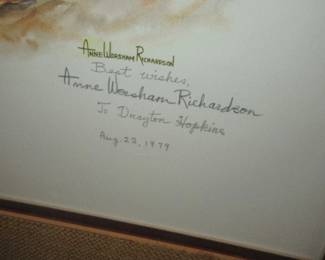 Anne Worsham Richardson
Best wishes,
Anne Worsham Richardson
To Drayton Hopkins
Aug. 22, 1979